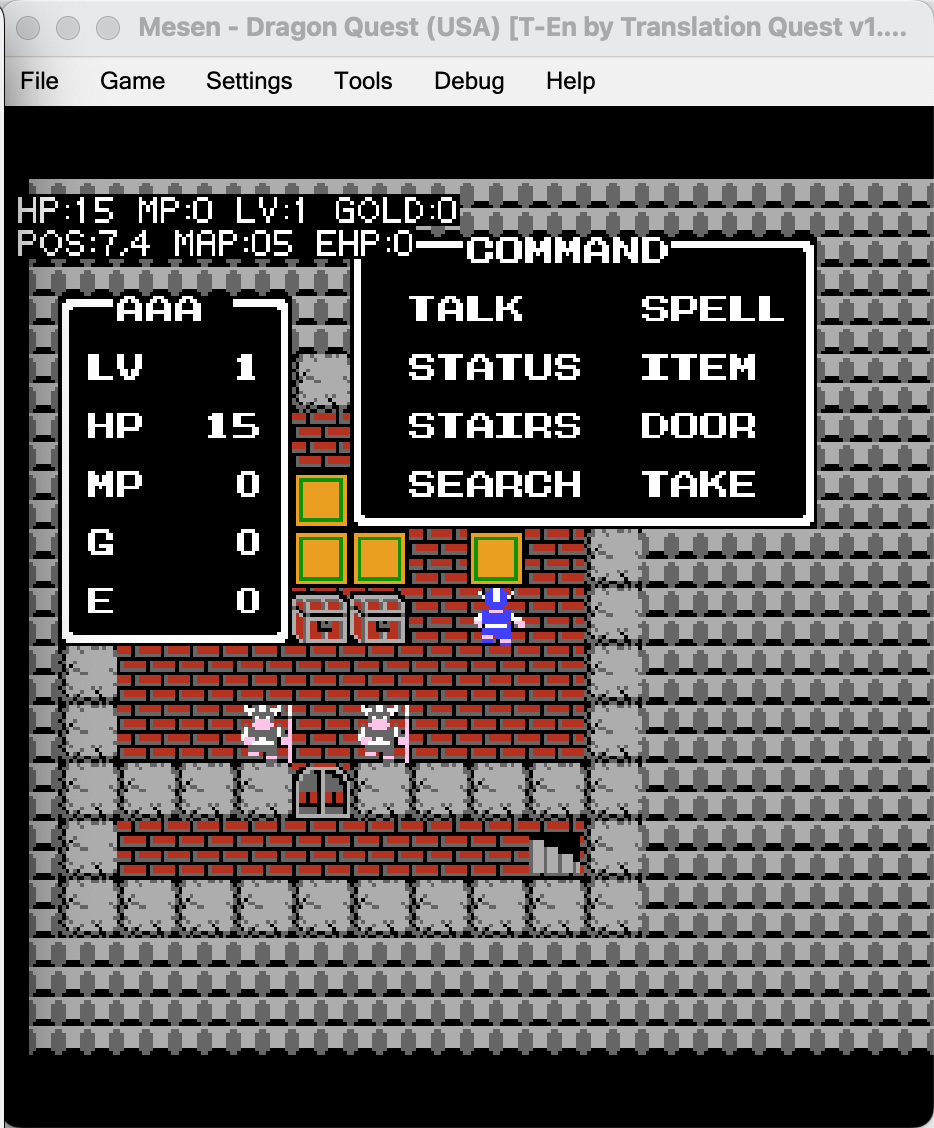 Mesen - Dragon Quest (USA) [T-En by Translation Quest v1....
File Game Settings Tools Debug Help
HP:15 MP:0 LV:1 GOLD:0
POS:7,4 MAP:05 EHP:0
COMMAND
TALK SPELL
STATUS ITEM
STAIRS DOOR
SEARCH TAKE
AAA
LV 1
HP 15
MP 0
G 0
E 0